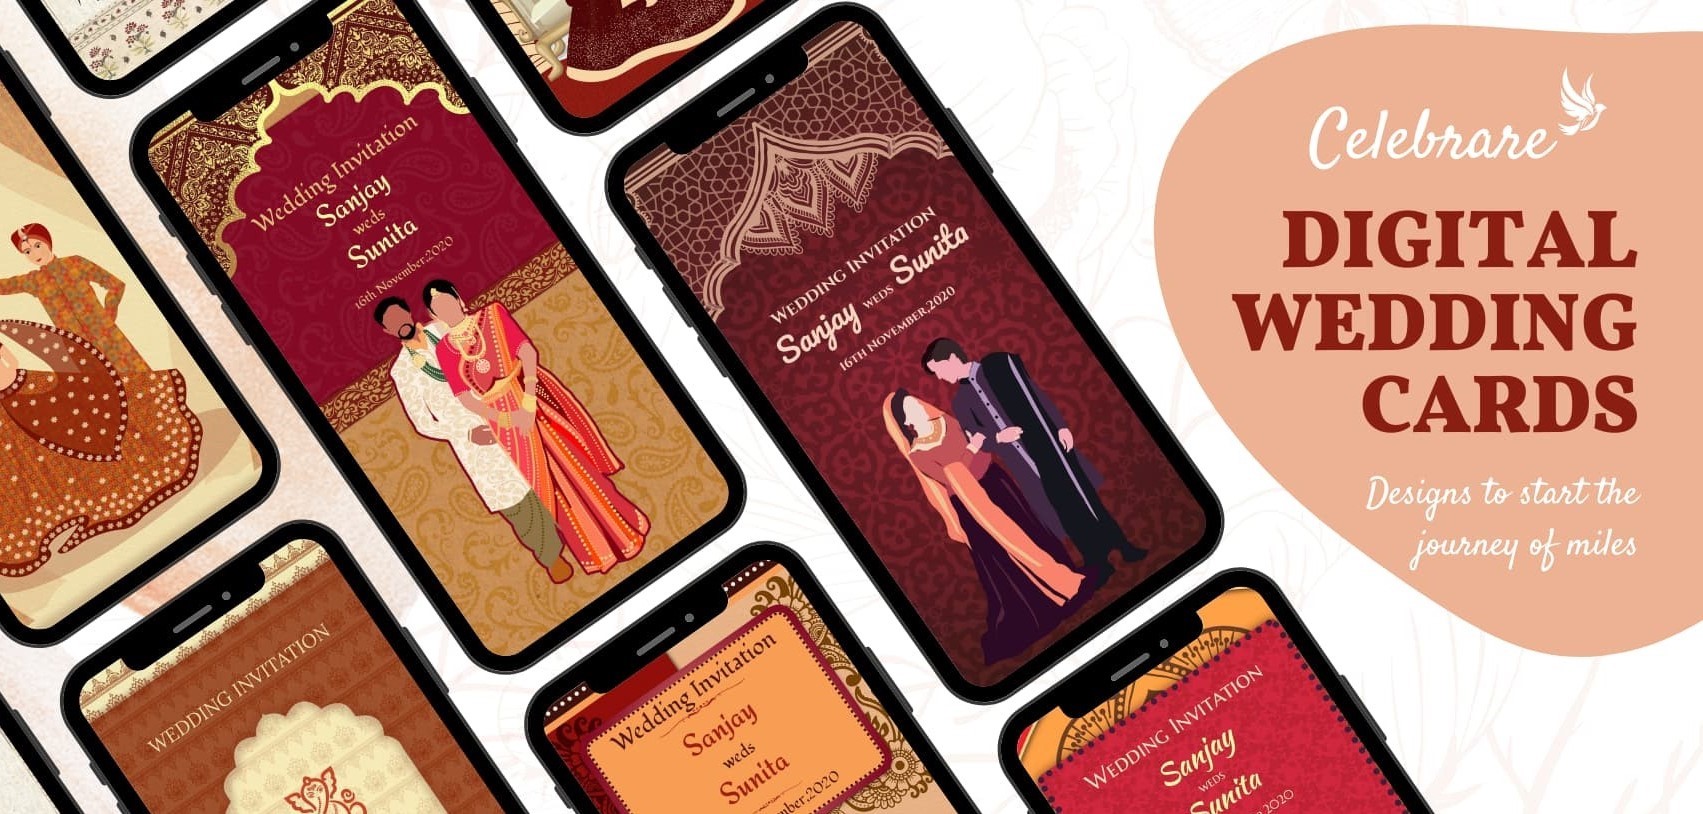 Wedding Invitation
Sanjay
weds
Sunita
16th November,2020
WEDDING INVITATION
Sanjay WEDS Sunita
16TH NOVEMBER,2020
Celebrare
DIGITAL
WEDDING
CARDS
Designs to start the
journey of miles
WEDDING INVITATION
Wedding Invitation
Sanjay
weds
Sunita
WEDDING INVITATION
Sanjay
WEDS
Sunita